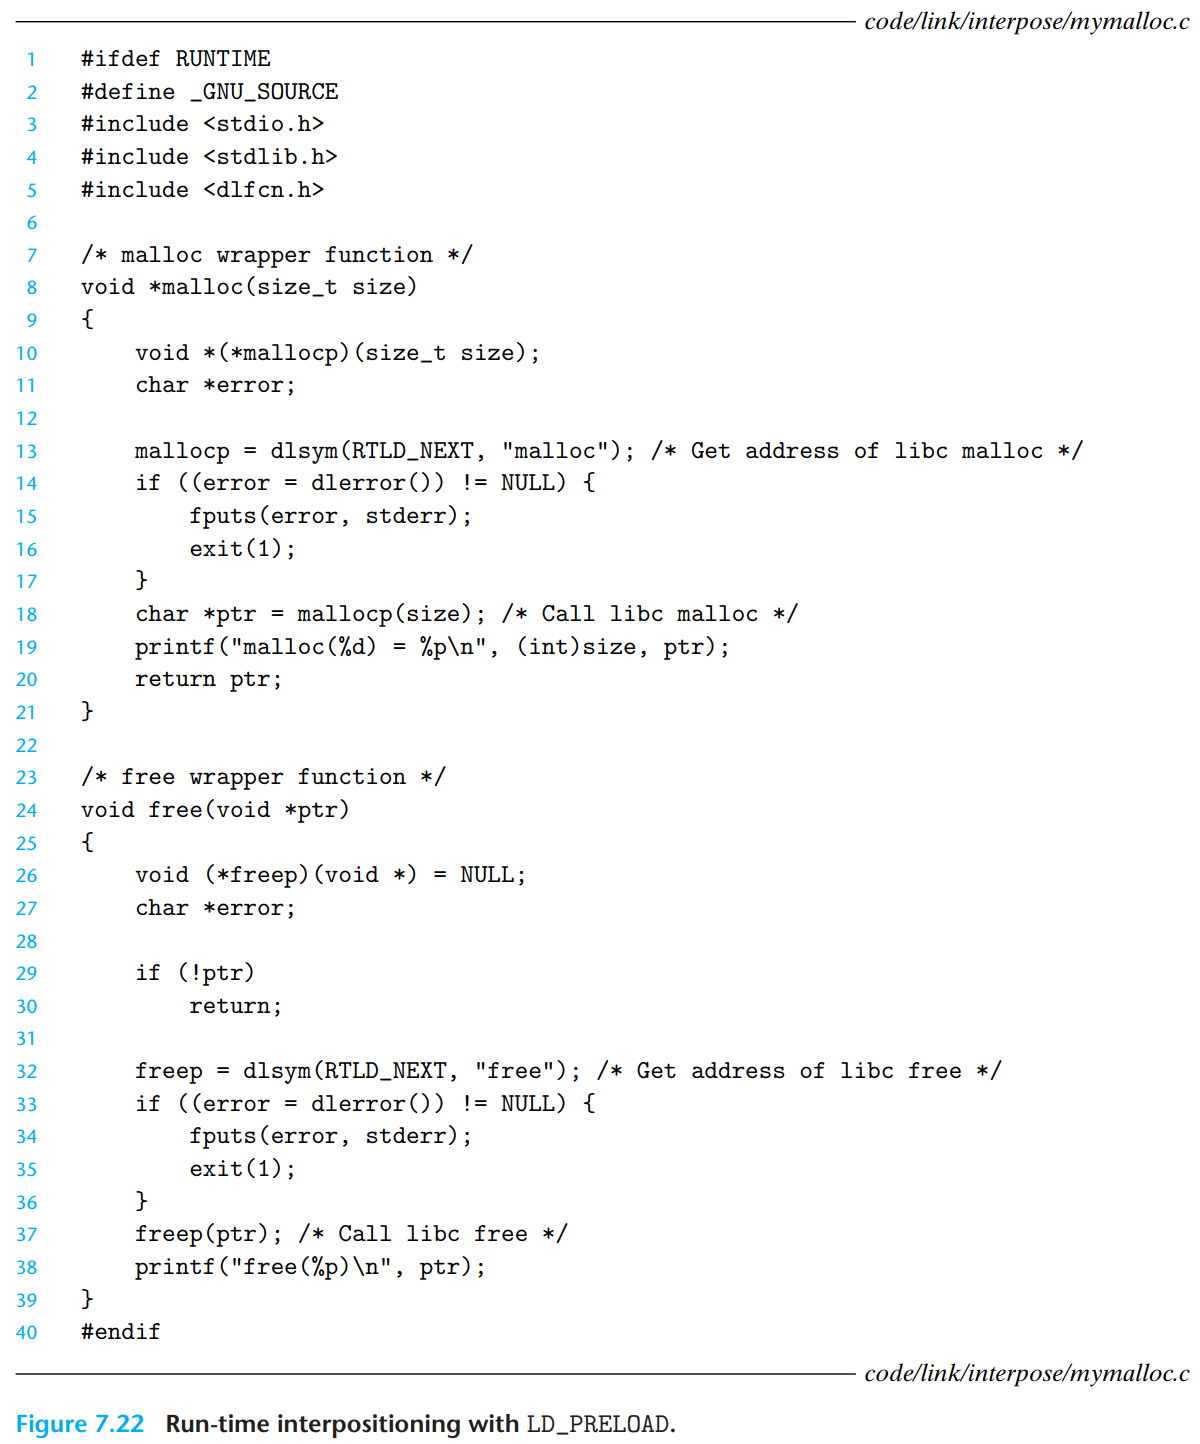 code/link/interpose/mymalloc.c
1 #ifdef RUNTIME
2 #define _GNU_SOURCE
3 #include <stdio.h>
4 #include <stdlib.h>
5 #include <dlfcn.h>
6
7 /* malloc wrapper function */
8 void *malloc(size_t size)
9 {
10     void *(*mallocp)(size_t size);
11     char *error;
12
13     mallocp = dlsym(RTLD_NEXT, "malloc"); /* Get address of libc malloc */
14     if ((error = dlerror()) != NULL) {
15         fputs(error, stderr);
16         exit(1);
17     }
18     char *ptr = mallocp(size); /* Call libc malloc */
19     printf("malloc(%d) = %p\n", (int)size, ptr);
20     return ptr;
21 }
22
23 /* free wrapper function */
24 void free(void *ptr)
25 {
26     void (*freep)(void *) = NULL;
27     char *error;
28
29     if (!ptr)
30         return;
31
32     freep = dlsym(RTLD_NEXT, "free"); /* Get address of libc free */
33     if ((error = dlerror()) != NULL) {
34         fputs(error, stderr);
35         exit(1);
36     }
37     freep(ptr); /* Call libc free */
38     printf("free(%p)\n", ptr);
39 }
40 #endif
code/link/interpose/mymalloc.c
Figure 7.22 Run-time interpositioning with LD_PRELOAD.